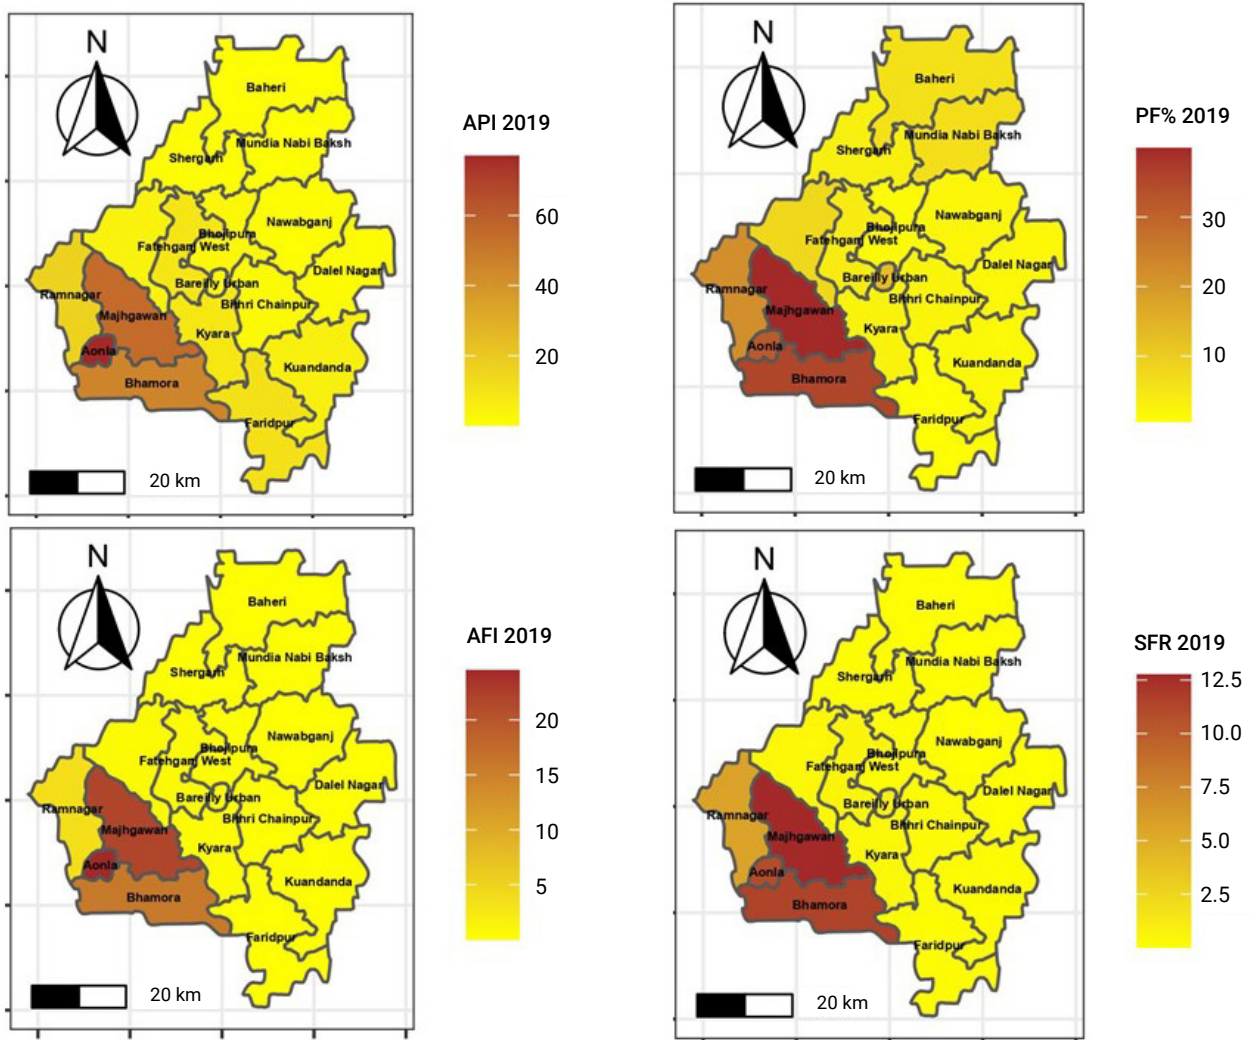 N
API 2019
60
40
20
Baheri
Mundia Nabi Baksh
Shergarh
Nawabganj
Bhojipura
Fatehganj West
Dalel Nagar
Bareilly Urban
Ramnagar
Bithri Chainpur
Majhgawan
Kyara
Aonla
Kuandanda
Bhamora
Faridpur
20 km
N
PF% 2019
30
20
10
Baheri
Mundia Nabi Baksh
Shergarh
Nawabganj
Bhojipura
Fatehganj West
Dalel Nagar
Bareilly Urban
Ramnagar
Bithri Chainpur
Majhgawan
Kyara
Aonla
Kuandanda
Bhamora
Faridpur
20 km
N
AFI 2019
20
15
10
5
Baheri
Mundia Nabi Baksh
Shergarh
Nawabganj
Bhojipura
Fatehganj West
Dalel Nagar
Bareilly Urban
Ramnagar
Bithri Chainpur
Majhgawan
Kyara
Aonla
Kuandanda
Bhamora
Faridpur
20 km
N
SFR 2019
12.5
10.0
7.5
5.0
2.5
Baheri
Mundia Nabi Baksh
Shergarh
Nawabganj
Bhojipura
Fatehganj West
Dalel Nagar
Bareilly Urban
Ramnagar
Bithri Chainpur
Majhgawan
Kyara
Aonla
Kuandanda
Bhamora
Faridpur
20 km